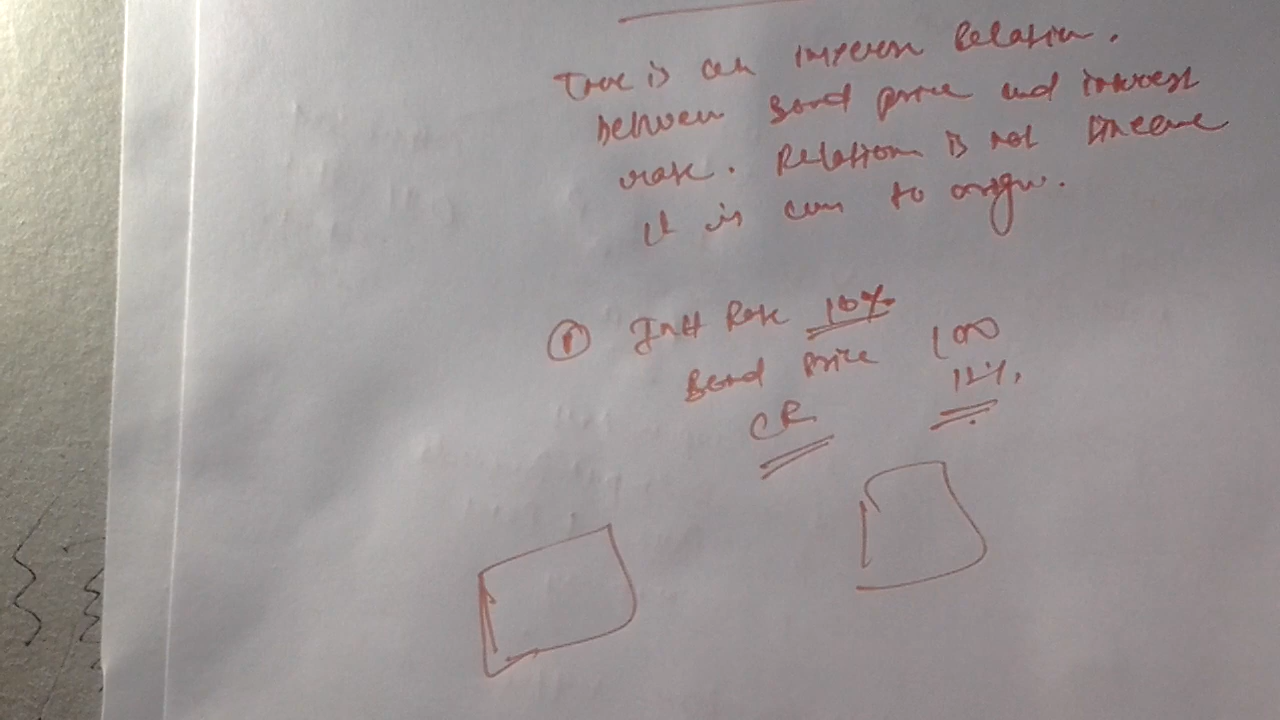 There is an inverse Relation.
between Bond price and interest
rate. Relation is not linear
it is to origin.
① Intt Rate 10%
Bond Price 100
CR 12%.